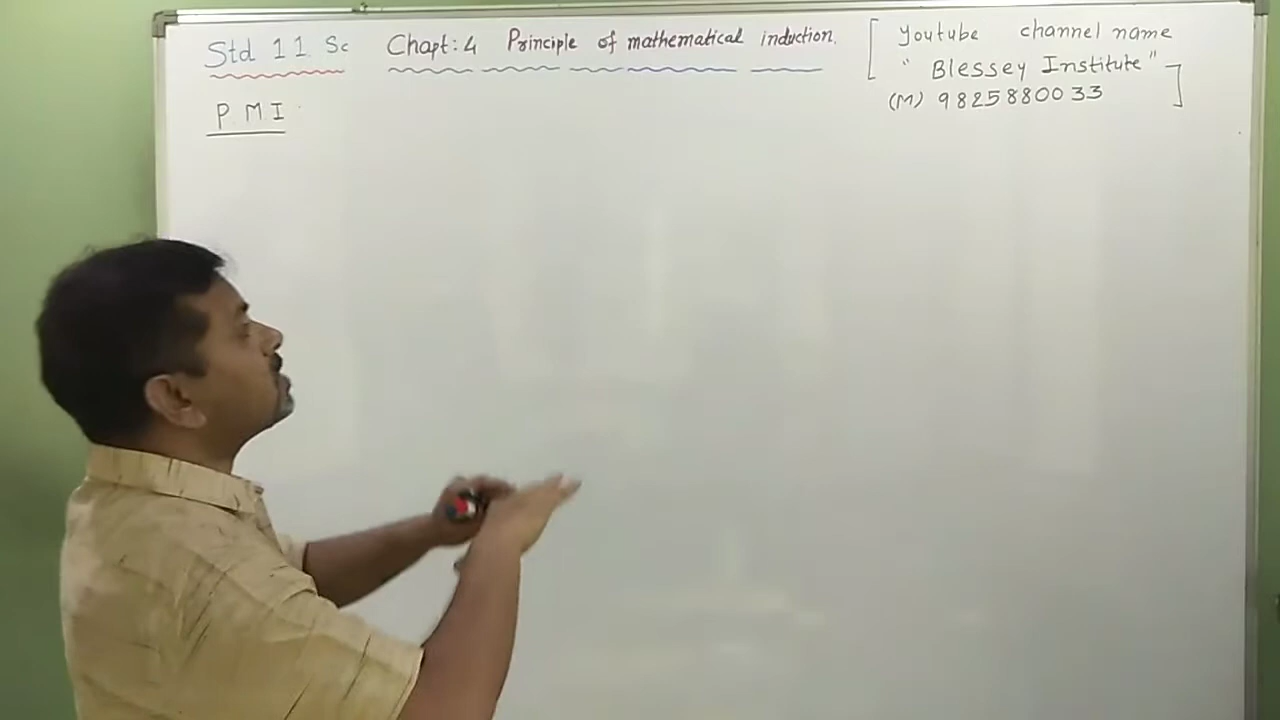 Std 11 Sc Chapt: 4 Principle of mathematical induction.
P M I
Youtube channel name
" Blessey Institute"
(M) 9825880033